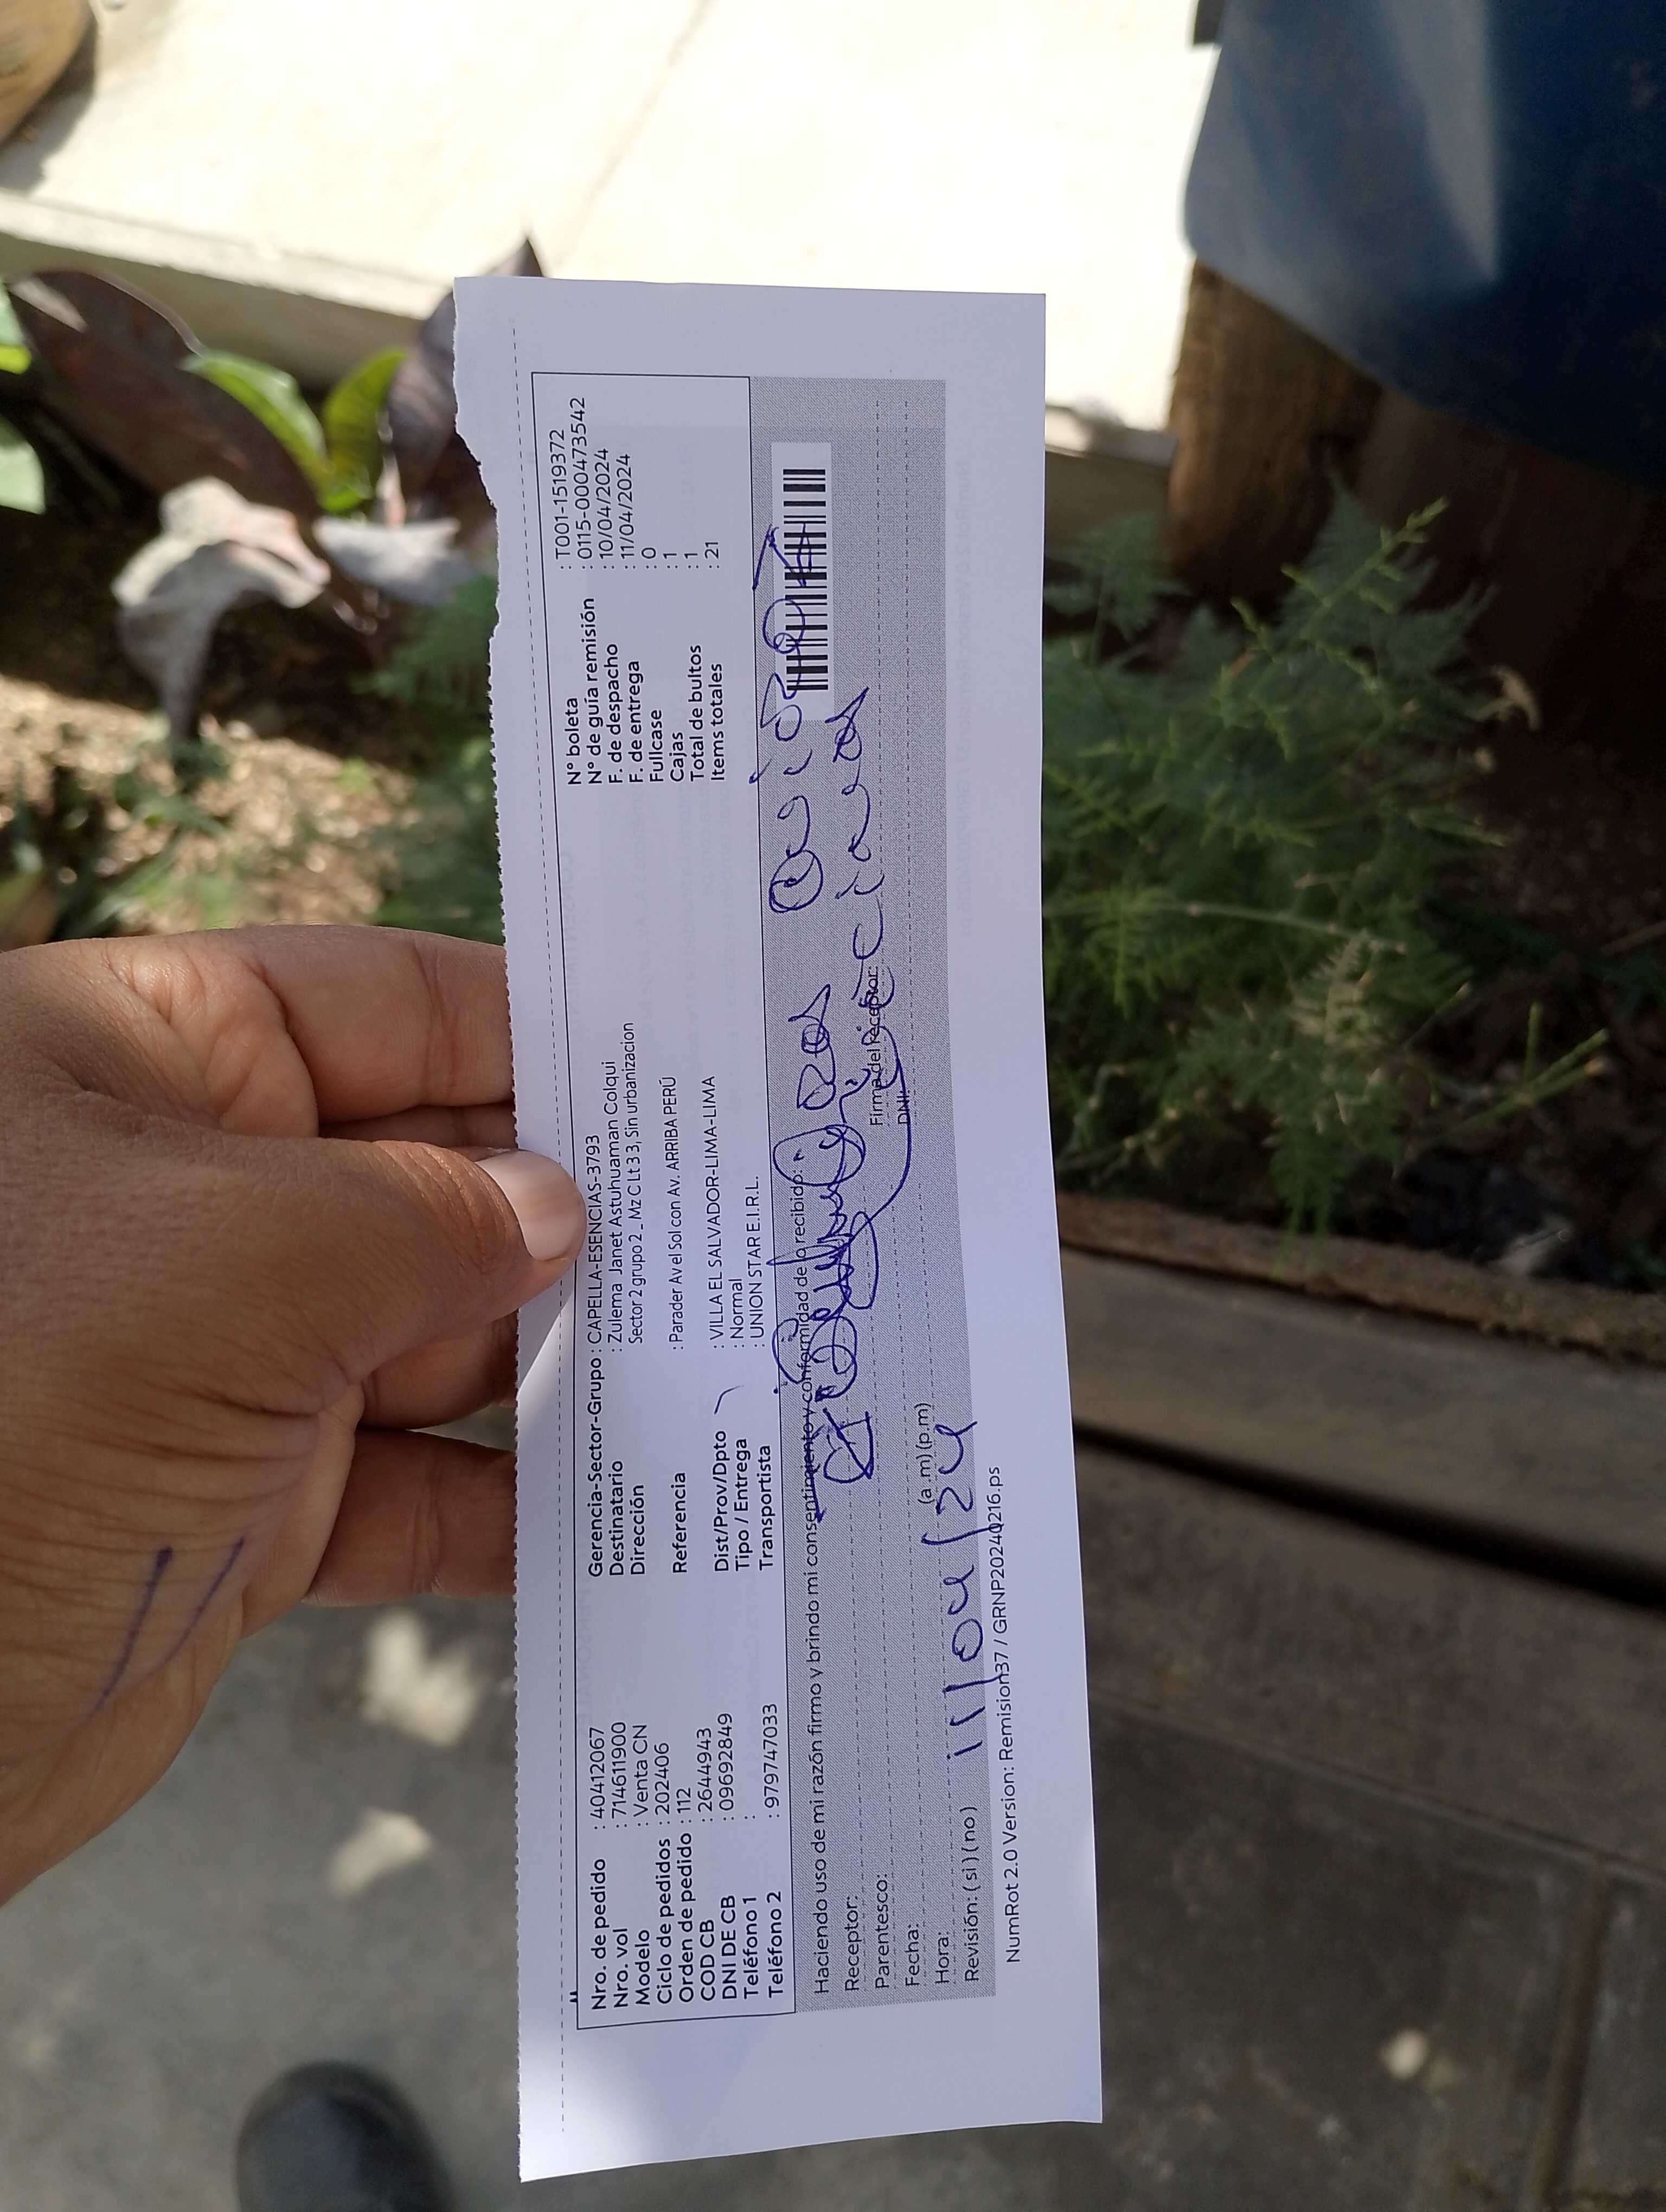 Nro. de pedido : 40412067
Nro. vol : 714611900
Modelo : Venta CN
Ciclo de pedidos : 202406
Orden de pedido : 112
COD CB : 2644943
DNI DE CB : 09692849
Teléfono 1 :
Teléfono 2 : 979747033
Gerencia-Sector-Grupo : CAPELLA-ESENCIAS-3793
Destinatario : Zulema Janet Astuhuaman Colqui
Dirección Sector 2 grupo 2 _ Mz C Lt 33, Sin urbanizacion
Referencia : Parader Av el Sol con Av. ARRIBA PERÚ
Dist/Prov/Dpto : VILLA EL SALVADOR-LIMA-LIMA
Tipo / Entrega : Normal
Transportista : UNION STAR E.I.R.L.
N° boleta : T001-1519372
N° de guía remisión : 0115-0000473542
F. de despacho : 10/04/2024
F. de entrega : 11/04/2024
Fullcase : 0
Cajas : 1
Total de bultos : 1
Items totales : 21
Haciendo uso de mi razón firmo y brindo mi consentimiento y conformidad de lo recibido:
Receptor:
Parentesco:
Fecha:
Hora: (a.m) (p.m)
Revisión: ( si ) ( no ) 11/04/24
Firma del Receptor:
DNI:
NumRot 2.0 Version: Remision37 / GRNP20240216.ps